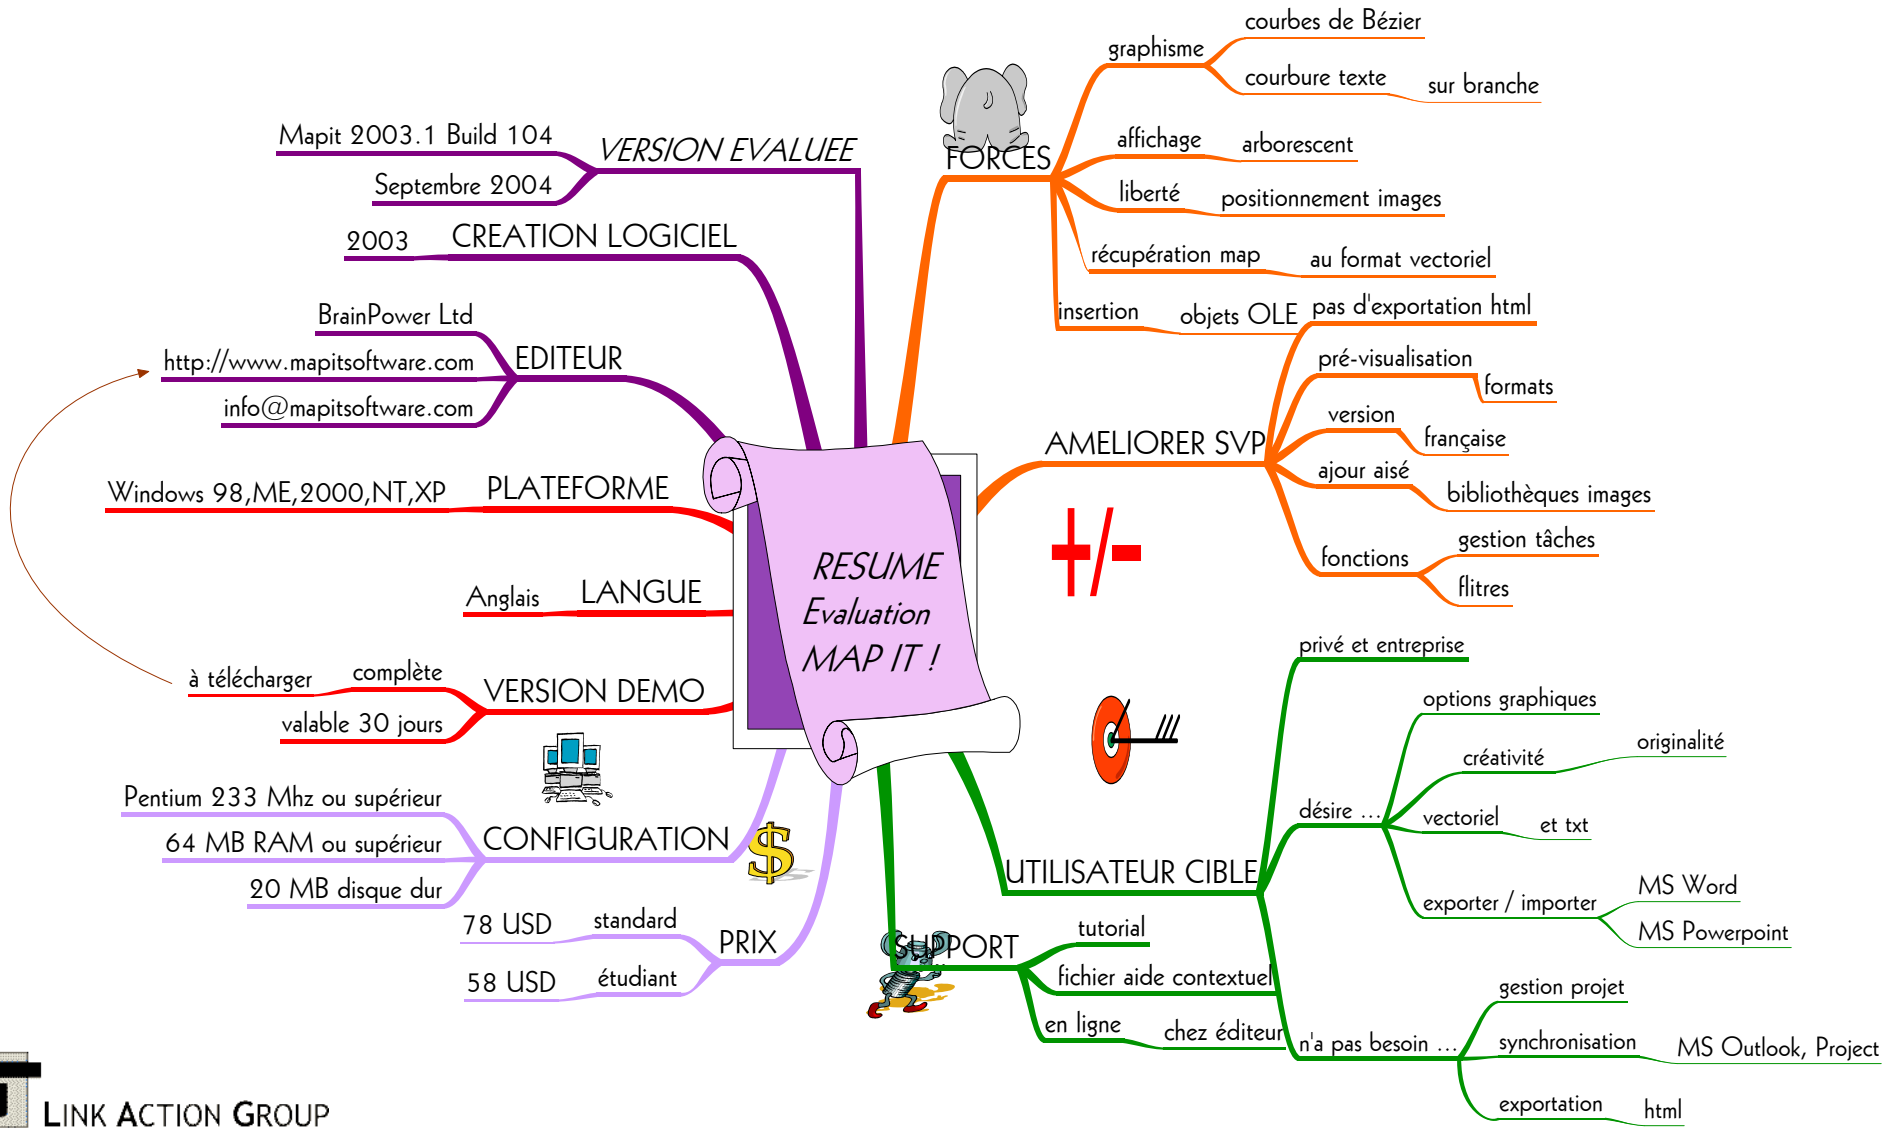 RESUME
Evaluation
MAP IT !
FORCES
graphisme
courbes de Bézier
courbure texte
sur branche
affichage
arborescent
liberté
positionnement images
récupération map
au format vectoriel
insertion
objets OLE
AMELIORER SVP
pas d'exportation html
pré-visualisation
formats
version
française
ajour aisé
bibliothèques images
fonctions
gestion tâches
flitres
+/-
UTILISATEUR CIBLE
privé et entreprise
désire ...
options graphiques
créativité
originalité
vectoriel
et txt
exporter / importer
MS Word
MS Powerpoint
n'a pas besoin ...
gestion projet
synchronisation
MS Outlook, Project
exportation
html
SUPPORT
tutorial
fichier aide contextuel
en ligne
chez éditeur
PRIX
standard
78 USD
étudiant
58 USD
$
CONFIGURATION
Pentium 233 Mhz ou supérieur
64 MB RAM ou supérieur
20 MB disque dur
VERSION DEMO
complète
à télécharger
valable 30 jours
LANGUE
Anglais
PLATEFORME
Windows 98,ME,2000,NT,XP
EDITEUR
BrainPower Ltd
http://www.mapitsoftware.com
info@mapitsoftware.com
CREATION LOGICIEL
2003
VERSION EVALUEE
Mapit 2003.1 Build 104
Septembre 2004
LINK ACTION GROUP